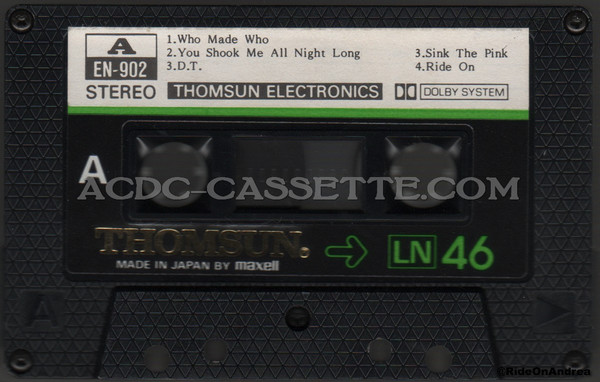 A
EN-902
STEREO
1.Who Made Who
2.You Shook Me All Night Long
3.D.T.
3.Sink The Pink
4.Ride On
THOMSUN ELECTRONICS
DOLBY SYSTEM
A
ACDC-CASSETTE.COM
THOMSUN.
LN 46
MADE IN JAPAN BY maxell
A
©RideOnAndrea